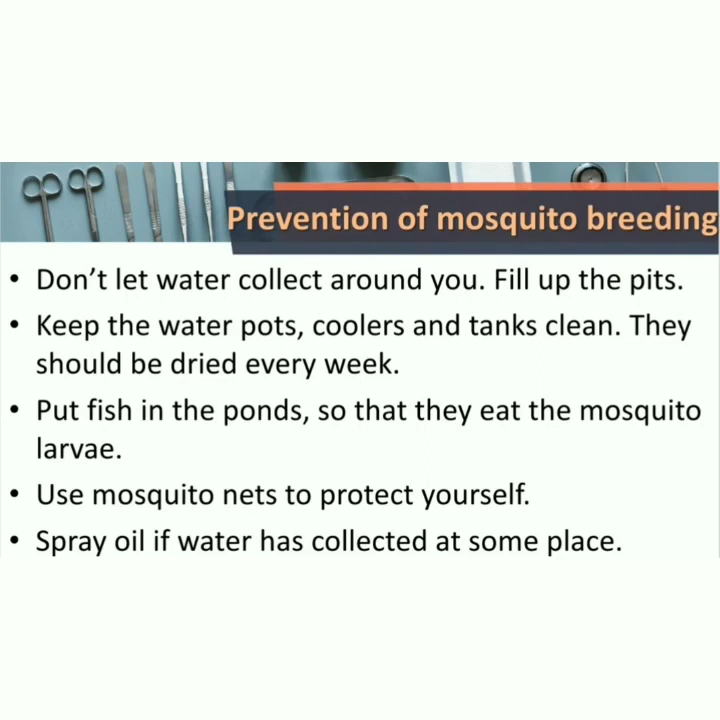 Prevention of mosquito breeding
• Don’t let water collect around you. Fill up the pits.
• Keep the water pots, coolers and tanks clean. They
should be dried every week.
• Put fish in the ponds, so that they eat the mosquito
larvae.
• Use mosquito nets to protect yourself.
• Spray oil if water has collected at some place.